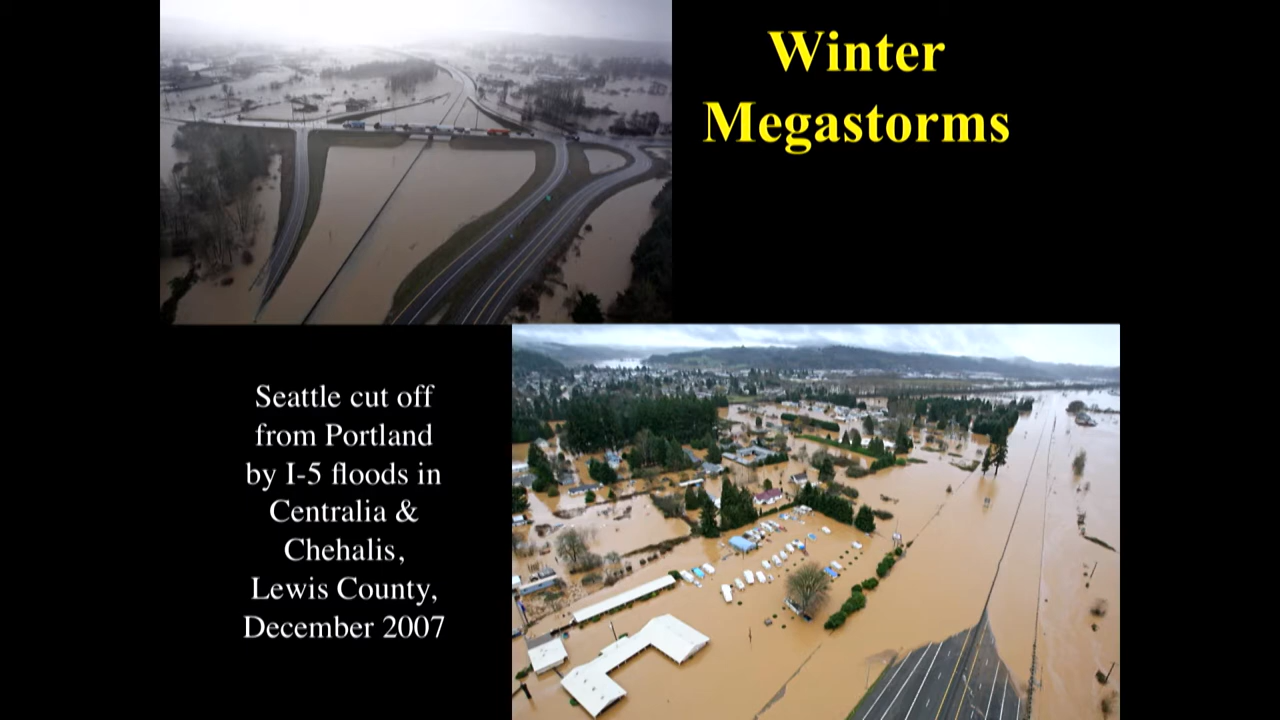 Winter
Megastorms
Seattle cut off
from Portland
by I-5 floods in
Centralia &
Chehalis,
Lewis County,
December 2007